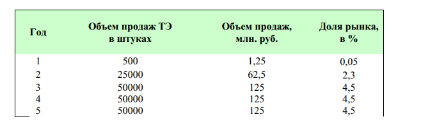 Год Объем продаж ТЭ в штуках Объем продаж, млн. руб. Доля рынка, в %
1 500 1,25 0,05
2 25000 62,5 2,3
3 50000 125 4,5
4 50000 125 4,5
5 50000 125 4,5